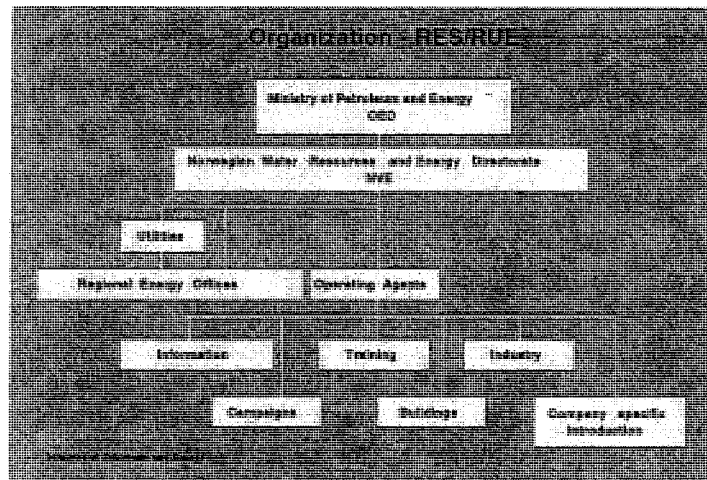 Organization - RES/RUE
Ministry of Petroleum and Energy
OED
Norwegian Water Resources and Energy Directorate
NVE
Utilities
Regional Energy Offices
Operating Agents
Information
Training
Industry
Campaigns
Buildings
Company specific
Introduction